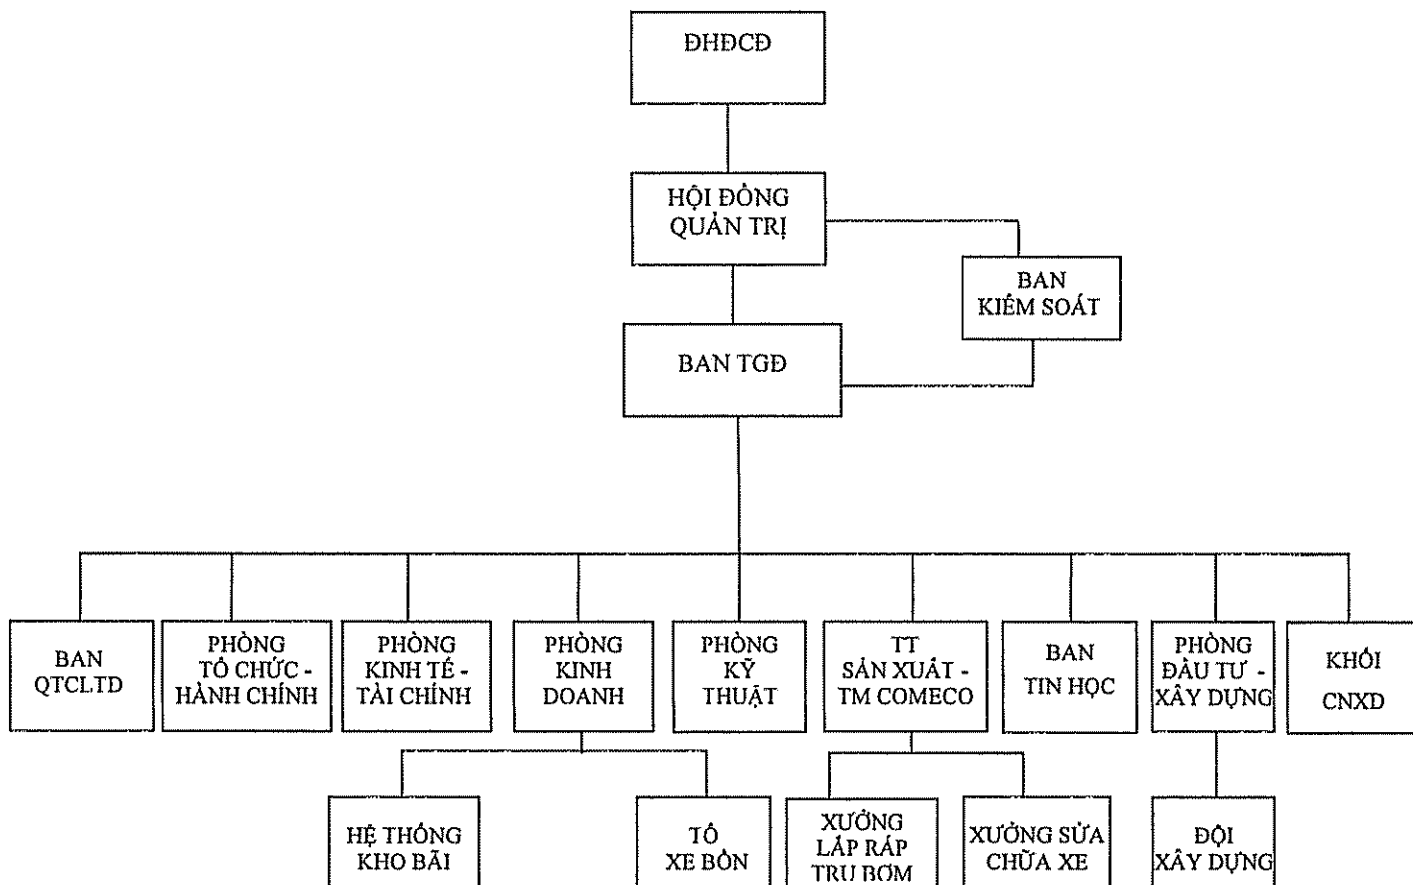 ĐHĐCĐ
HỘI ĐỒNG
QUẢN TRỊ
BAN
KIỂM SOÁT
BAN TGĐ
BAN
QTCLTD
PHÒNG
TỔ CHỨC -
HÀNH CHÍNH
PHÒNG
KINH TẾ -
TÀI CHÍNH
PHÒNG
KINH
DOANH
PHÒNG
KỸ
THUẬT
TT
SẢN XUẤT -
TM COMECO
BAN
TIN HỌC
PHÒNG
ĐẦU TƯ -
XÂY DỰNG
KHỐI
CNXD
HỆ THỐNG
KHO BÃI
TỔ
XE BỒN
XƯỞNG
LẮP RÁP
TRỤ BƠM
XƯỞNG SỬA
CHỮA XE
ĐỘI
XÂY DỰNG